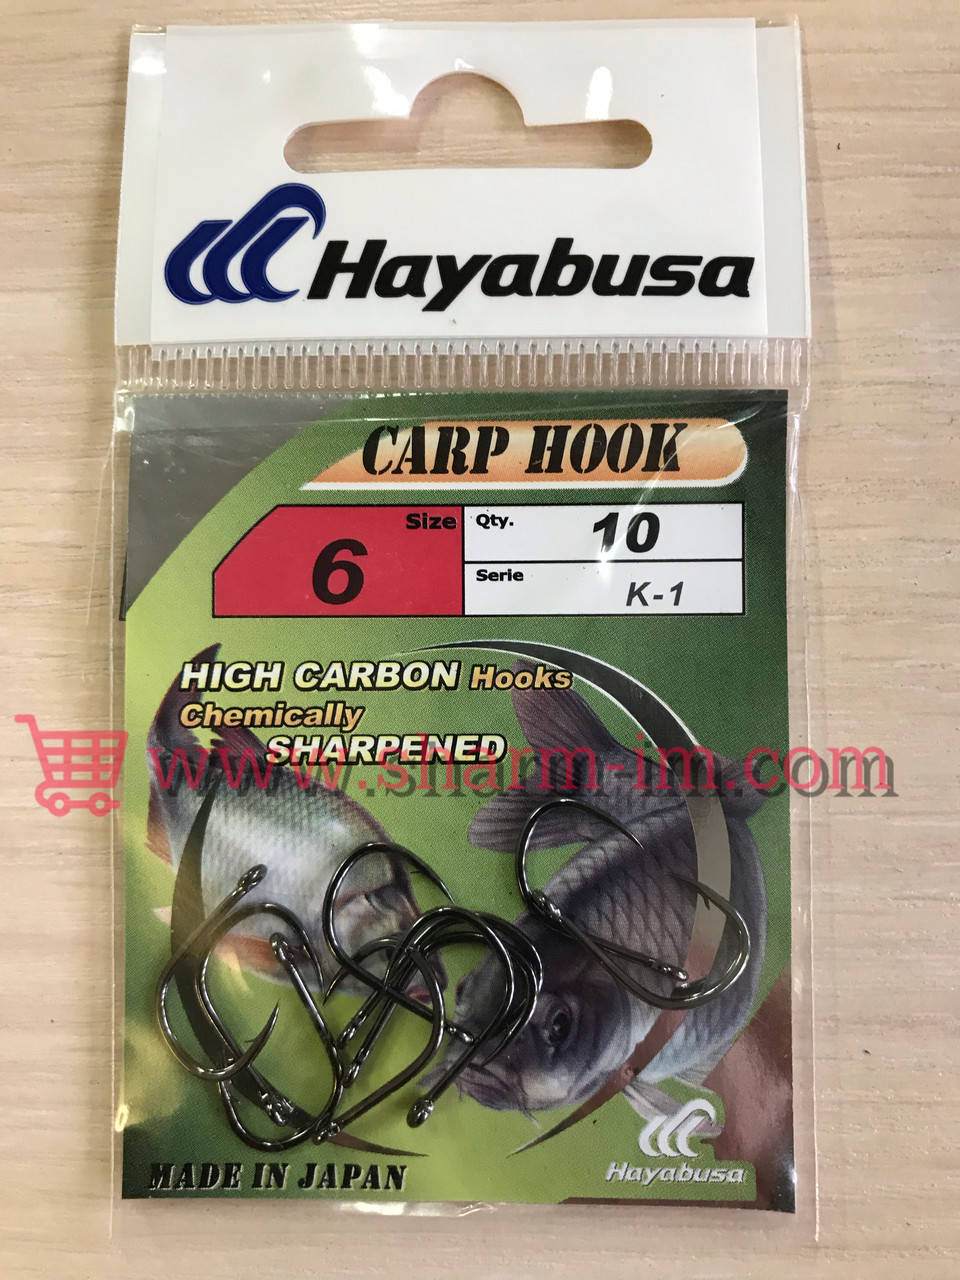 Hayabusa
CARP HOOK
Size
6
Qty.
10
Serie
K-1
HIGH CARBON Hooks
Chemically
SHARPENED
www.sharm-im.com
MADE IN JAPAN
Hayabusa